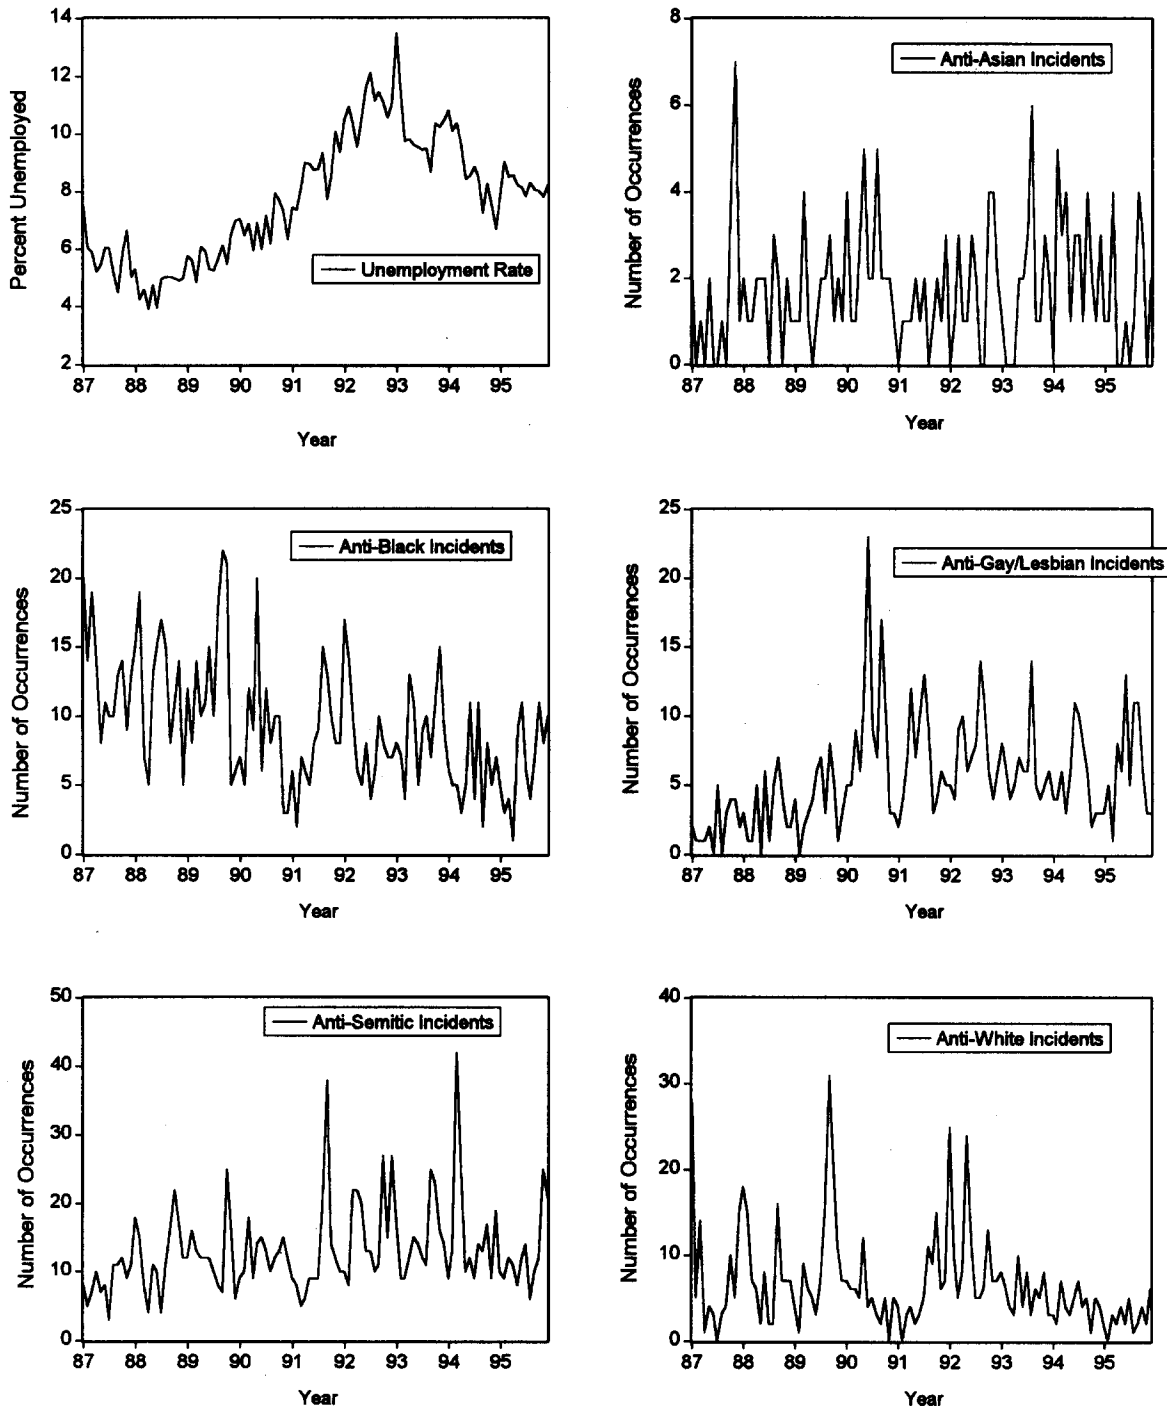 14
12
10
8
6
4
2
Percent Unemployed
Unemployment Rate
87 88 89 90 91 92 93 94 95
Year
8
6
4
2
0
Number of Occurrences
Anti-Asian Incidents
87 88 89 90 91 92 93 94 95
Year
25
20
15
10
5
0
Number of Occurrences
Anti-Black Incidents
87 88 89 90 91 92 93 94 95
Year
25
20
15
10
5
0
Number of Occurrences
Anti-Gay/Lesbian Incidents
87 88 89 90 91 92 93 94 95
Year
50
40
30
20
10
0
Number of Occurrences
Anti-Semitic Incidents
87 88 89 90 91 92 93 94 95
Year
40
30
20
10
0
Number of Occurrences
Anti-White Incidents
87 88 89 90 91 92 93 94 95
Year